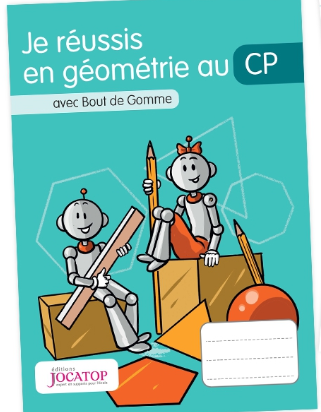 Je réussis
en géométrie au CP
avec Bout de Gomme
éditions
JOCATOP